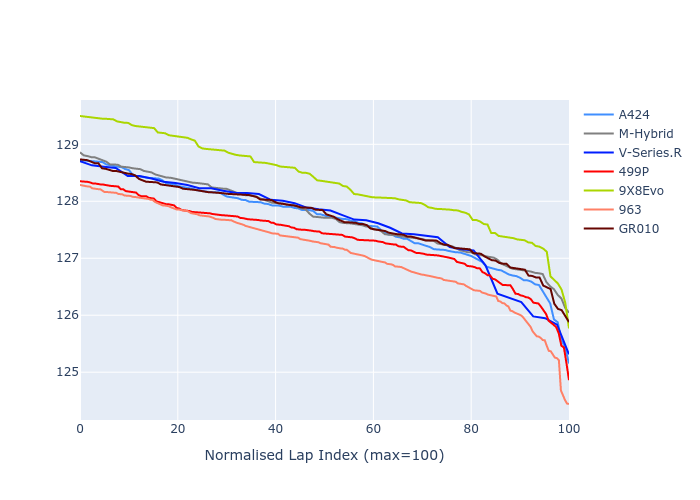 129
128
127
126
125
0 20 40 60 80 100
Normalised Lap Index (max=100)
A424
M-Hybrid
V-Series.R
499P
9X8Evo
963
GR010